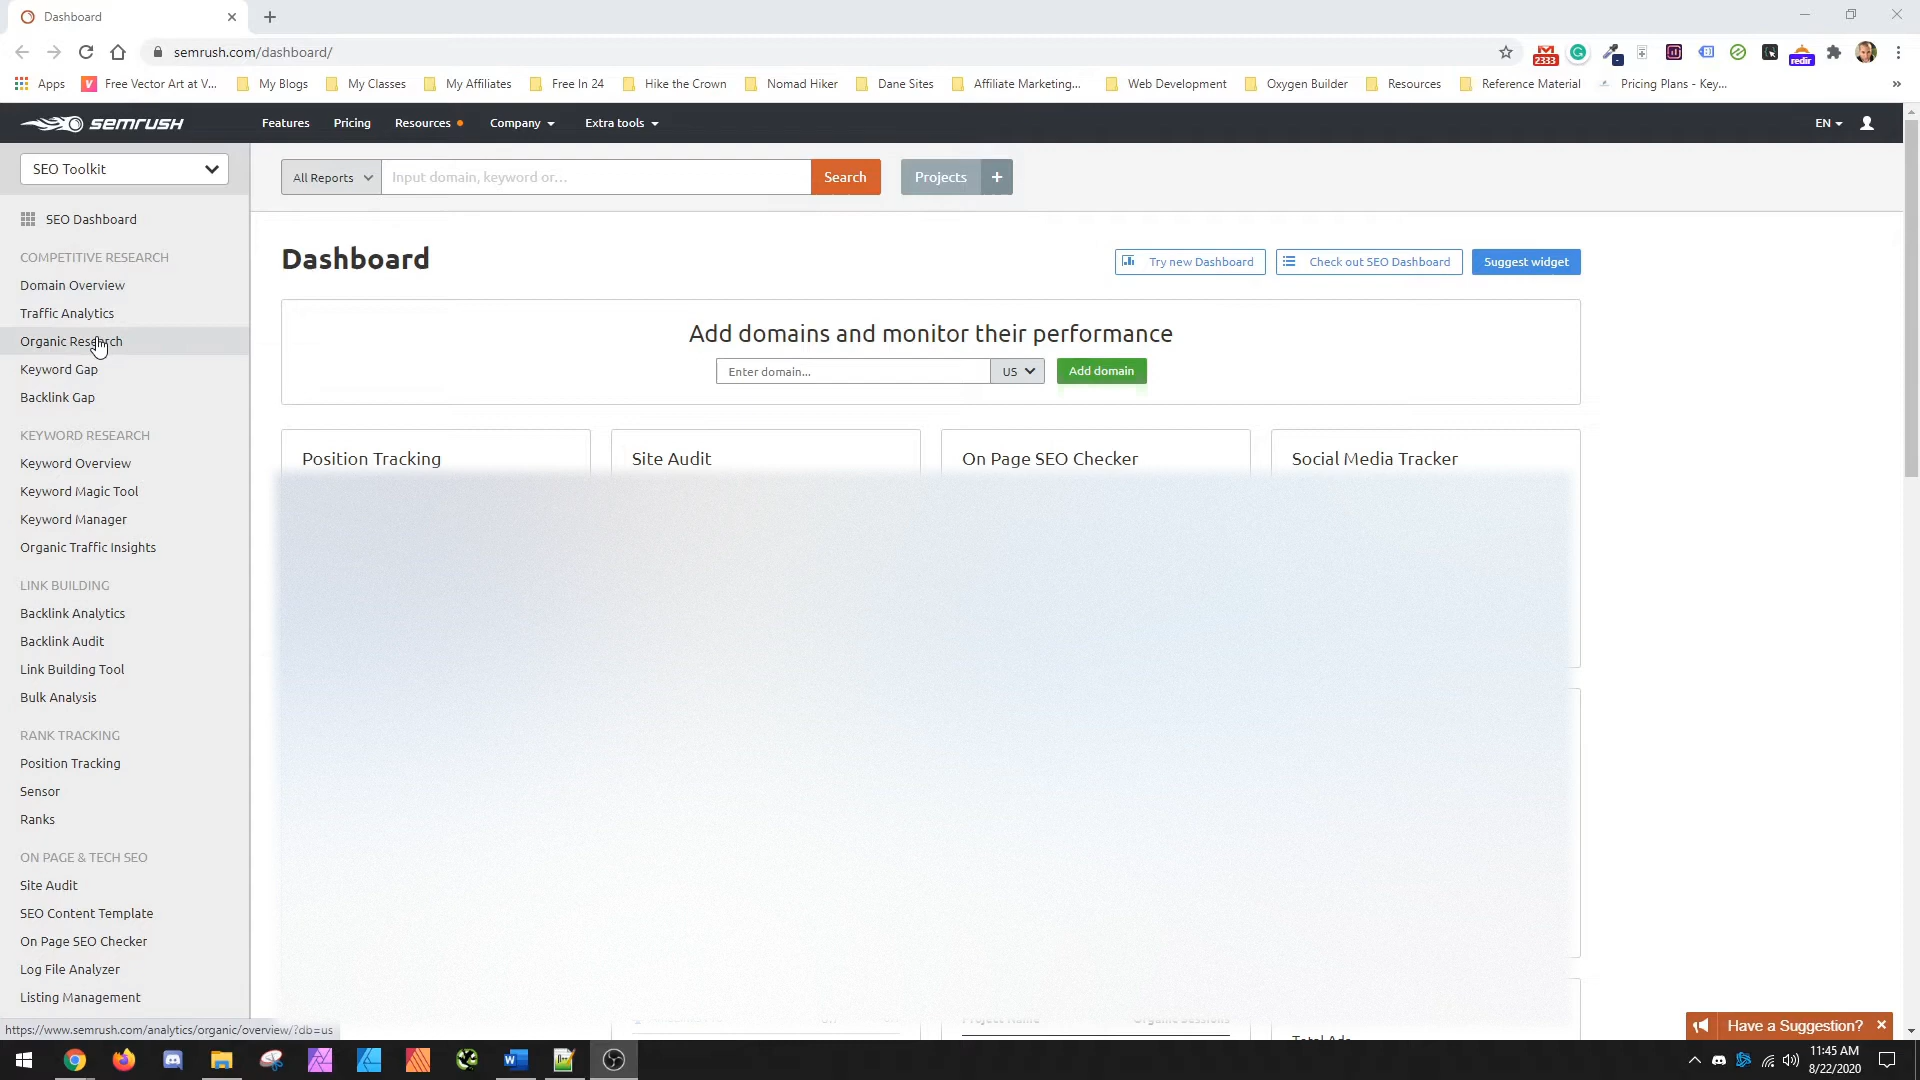 Dashboard
semrush.com/dashboard/
2333
redir
Apps
Free Vector Art at V...
My Blogs
My Classes
My Affiliates
Free In 24
Hike the Crown
Nomad Hiker
Dane Sites
Affiliate Marketing...
Web Development
Oxygen Builder
Resources
Reference Material
Pricing Plans - Key...
»
SEMRUSH
Features
Pricing
Resources
Company
Extra tools
EN
SEO Toolkit
All Reports
Input domain, keyword or...
Search
Projects
+
SEO Dashboard
COMPETITIVE RESEARCH
Domain Overview
Traffic Analytics
Organic Research
Keyword Gap
Backlink Gap
KEYWORD RESEARCH
Keyword Overview
Keyword Magic Tool
Keyword Manager
Organic Traffic Insights
LINK BUILDING
Backlink Analytics
Backlink Audit
Link Building Tool
Bulk Analysis
RANK TRACKING
Position Tracking
Sensor
Ranks
ON PAGE & TECH SEO
Site Audit
SEO Content Template
On Page SEO Checker
Log File Analyzer
Listing Management
https://www.semrush.com/analytics/organic/overview/?db=us
Dashboard
Try new Dashboard
Check out SEO Dashboard
Suggest widget
Add domains and monitor their performance
Enter domain...
US
Add domain
Position Tracking
Site Audit
On Page SEO Checker
Social Media Tracker
Project Name
Organic Sessions
Total Ads
Have a Suggestion?
11:45 AM
8/22/2020